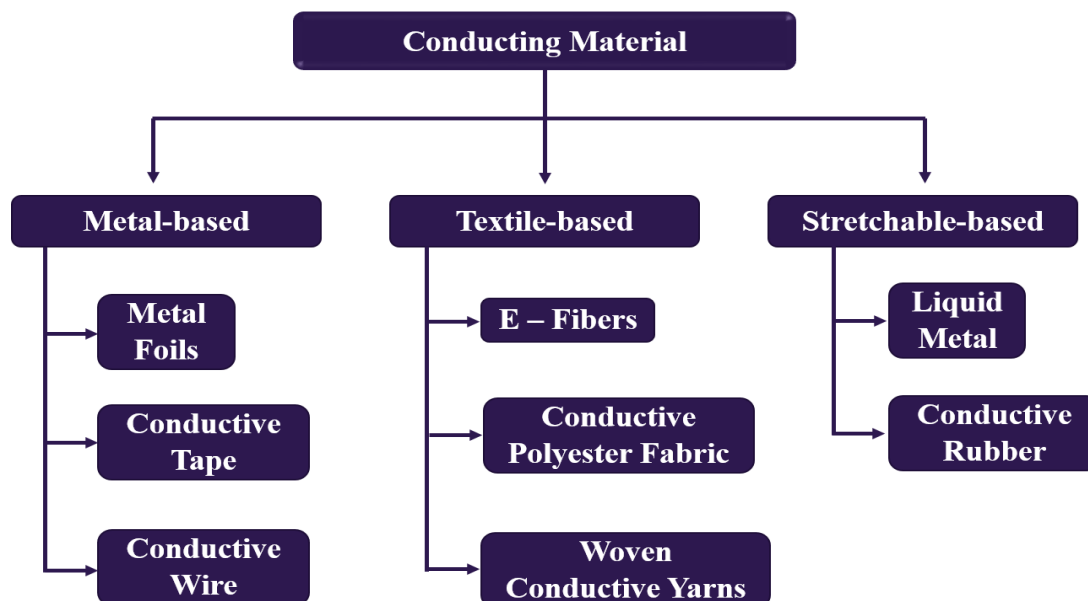 Conducting Material
Metal-based
Textile-based
Stretchable-based
Metal
Foils
Conductive
Tape
Conductive
Wire
E – Fibers
Conductive
Polyester Fabric
Woven
Conductive Yarns
Liquid
Metal
Conductive
Rubber